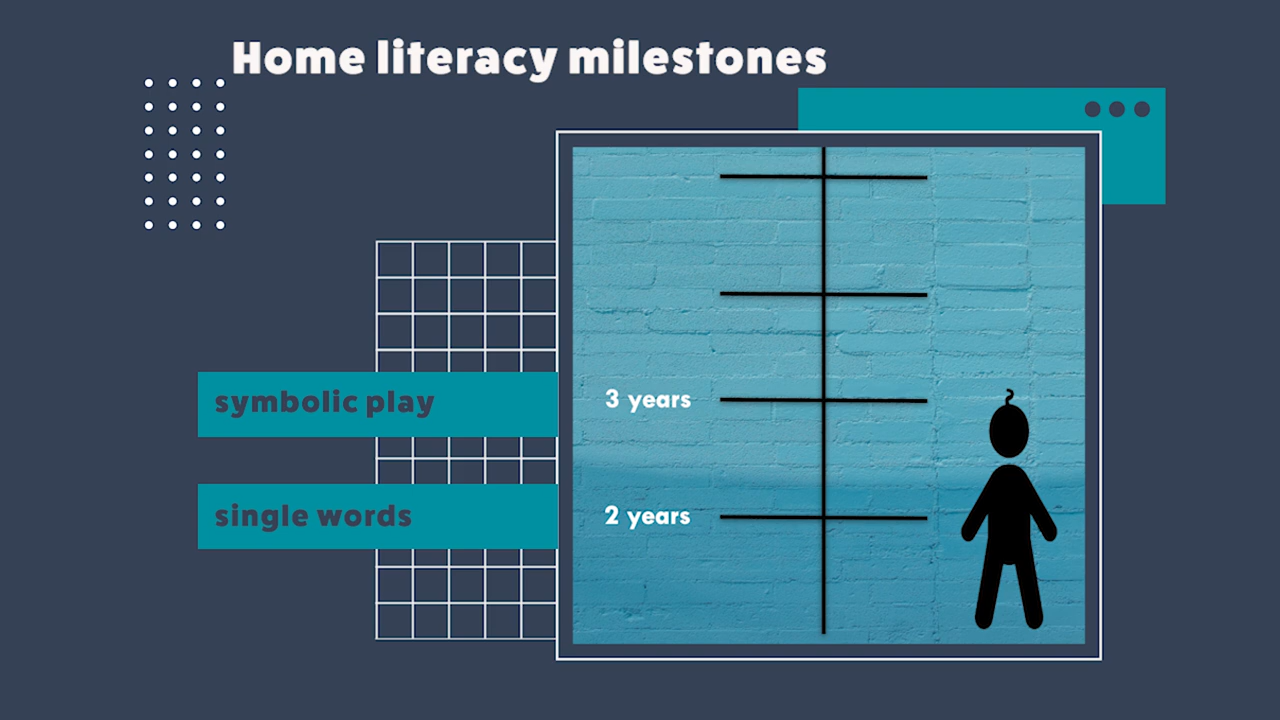 Home literacy milestones
symbolic play
3 years
single words
2 years